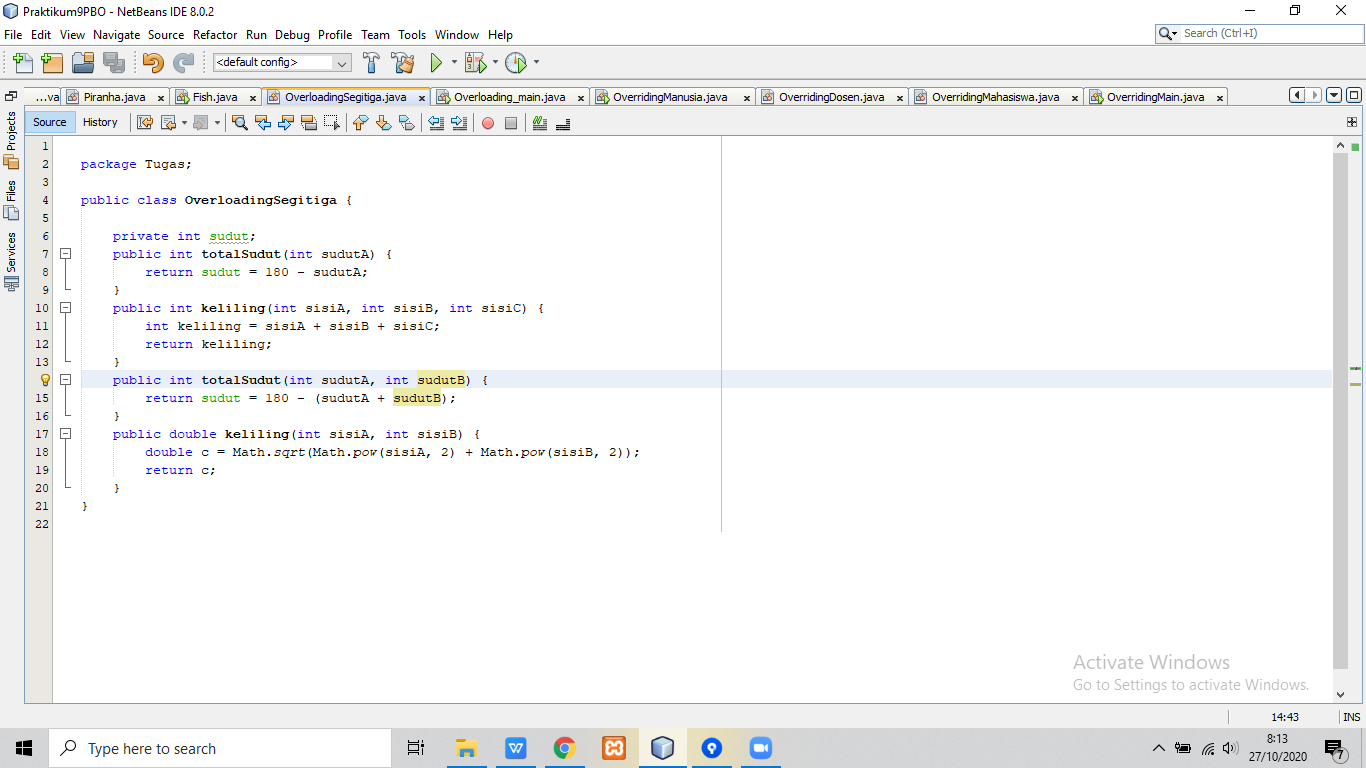 Praktikum9PBO - NetBeans IDE 8.0.2
File Edit View Navigate Source Refactor Run Debug Profile Team Tools Window Help
Search (Ctrl+I)
<default config>
...va Piranha.java Fish.java OverloadingSegitiga.java Overloading_main.java OverridingManusia.java OverridingDosen.java OverridingMahasiswa.java OverridingMain.java
Source History
Projects
Files
Services
1
2 package Tugas;
3
4 public class OverloadingSegitiga {
5
6 private int sudut;
7 public int totalSudut(int sudutA) {
8 return sudut = 180 - sudutA;
9 }
10 public int keliling(int sisiA, int sisiB, int sisiC) {
11 int keliling = sisiA + sisiB + sisiC;
12 return keliling;
13 }
public int totalSudut(int sudutA, int sudutB) {
15 return sudut = 180 - (sudutA + sudutB);
16 }
17 public double keliling(int sisiA, int sisiB) {
18 double c = Math.sqrt(Math.pow(sisiA, 2) + Math.pow(sisiB, 2));
19 return c;
20 }
21 }
22
Activate Windows
Go to Settings to activate Windows.
14:43 INS
Type here to search
8:13
27/10/2020
7